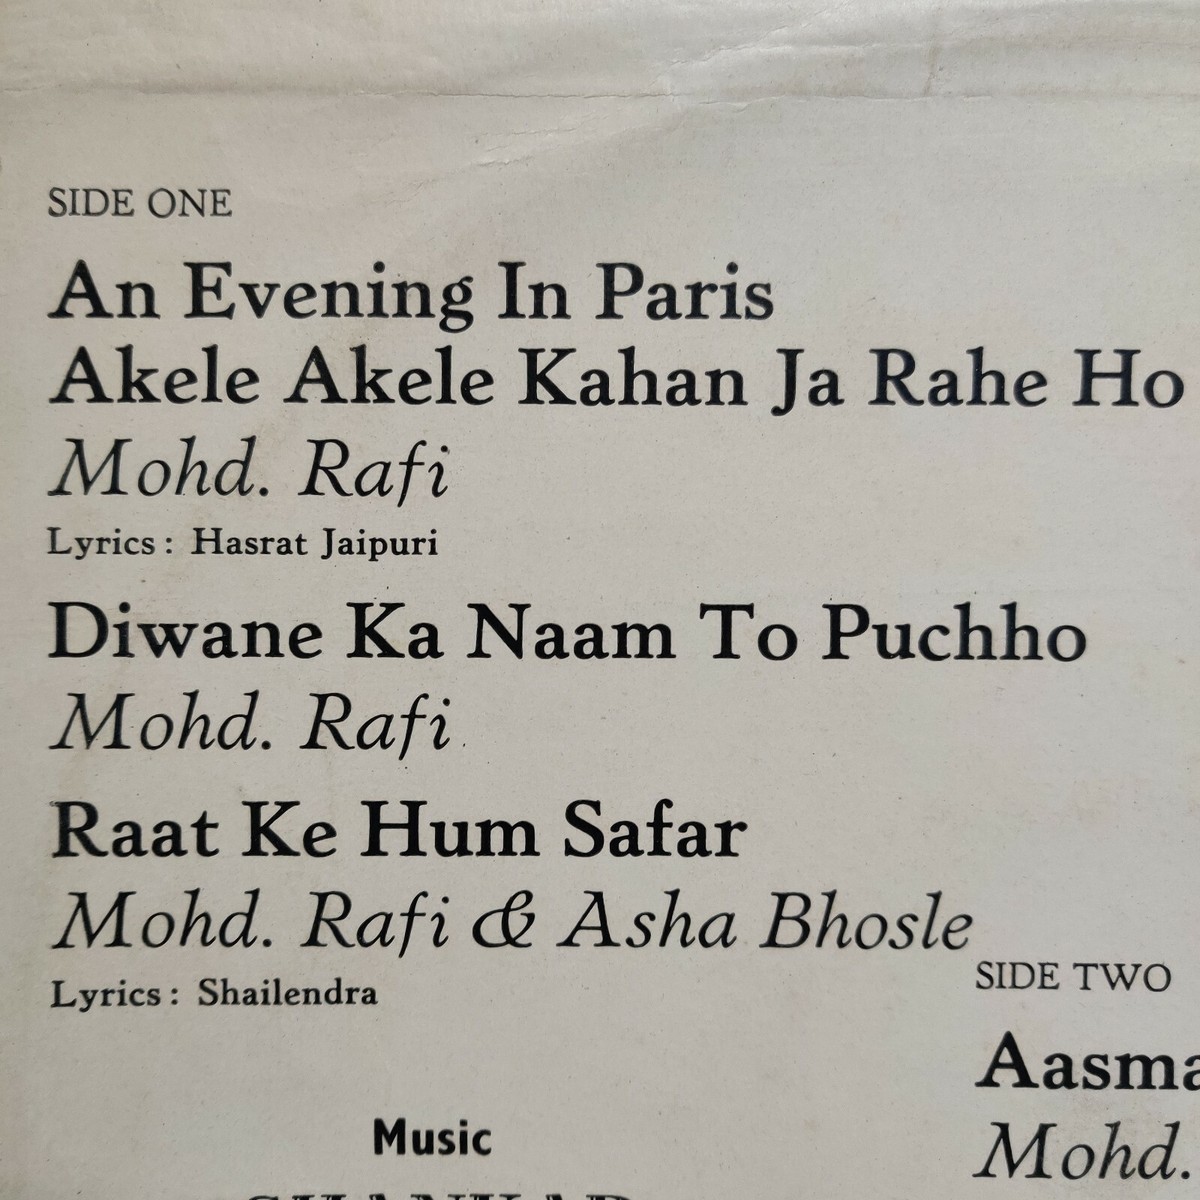 SIDE ONE
An Evening In Paris
Akele Akele Kahan Ja Rahe Ho
Mohd. Rafi
Lyrics : Hasrat Jaipuri
Diwane Ka Naam To Puchho
Mohd. Rafi
Raat Ke Hum Safar
Mohd. Rafi & Asha Bhosle
Lyrics : Shailendra
Music
SIDE TWO
Mohd.